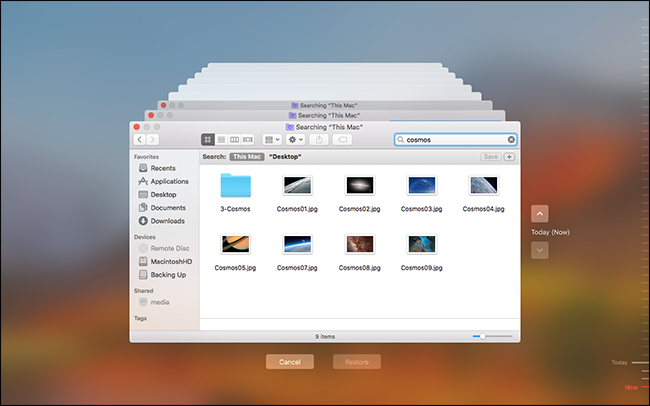 Searching "This Mac"
Searching "This Mac"
Searching "This Mac"
cosmos
Favorites
Recents
Applications
Desktop
Documents
Downloads
Devices
Remote Disc
MacintoshHD
Backing Up
Shared
media
Tags
Search: This Mac "Desktop" Save +
3-Cosmos Cosmos01.jpg Cosmos02.jpg Cosmos03.jpg Cosmos04.jpg
Cosmos05.jpg Cosmos07.jpg Cosmos08.jpg Cosmos09.jpg
9 items
Today (Now)
Cancel Restore
Today
Now